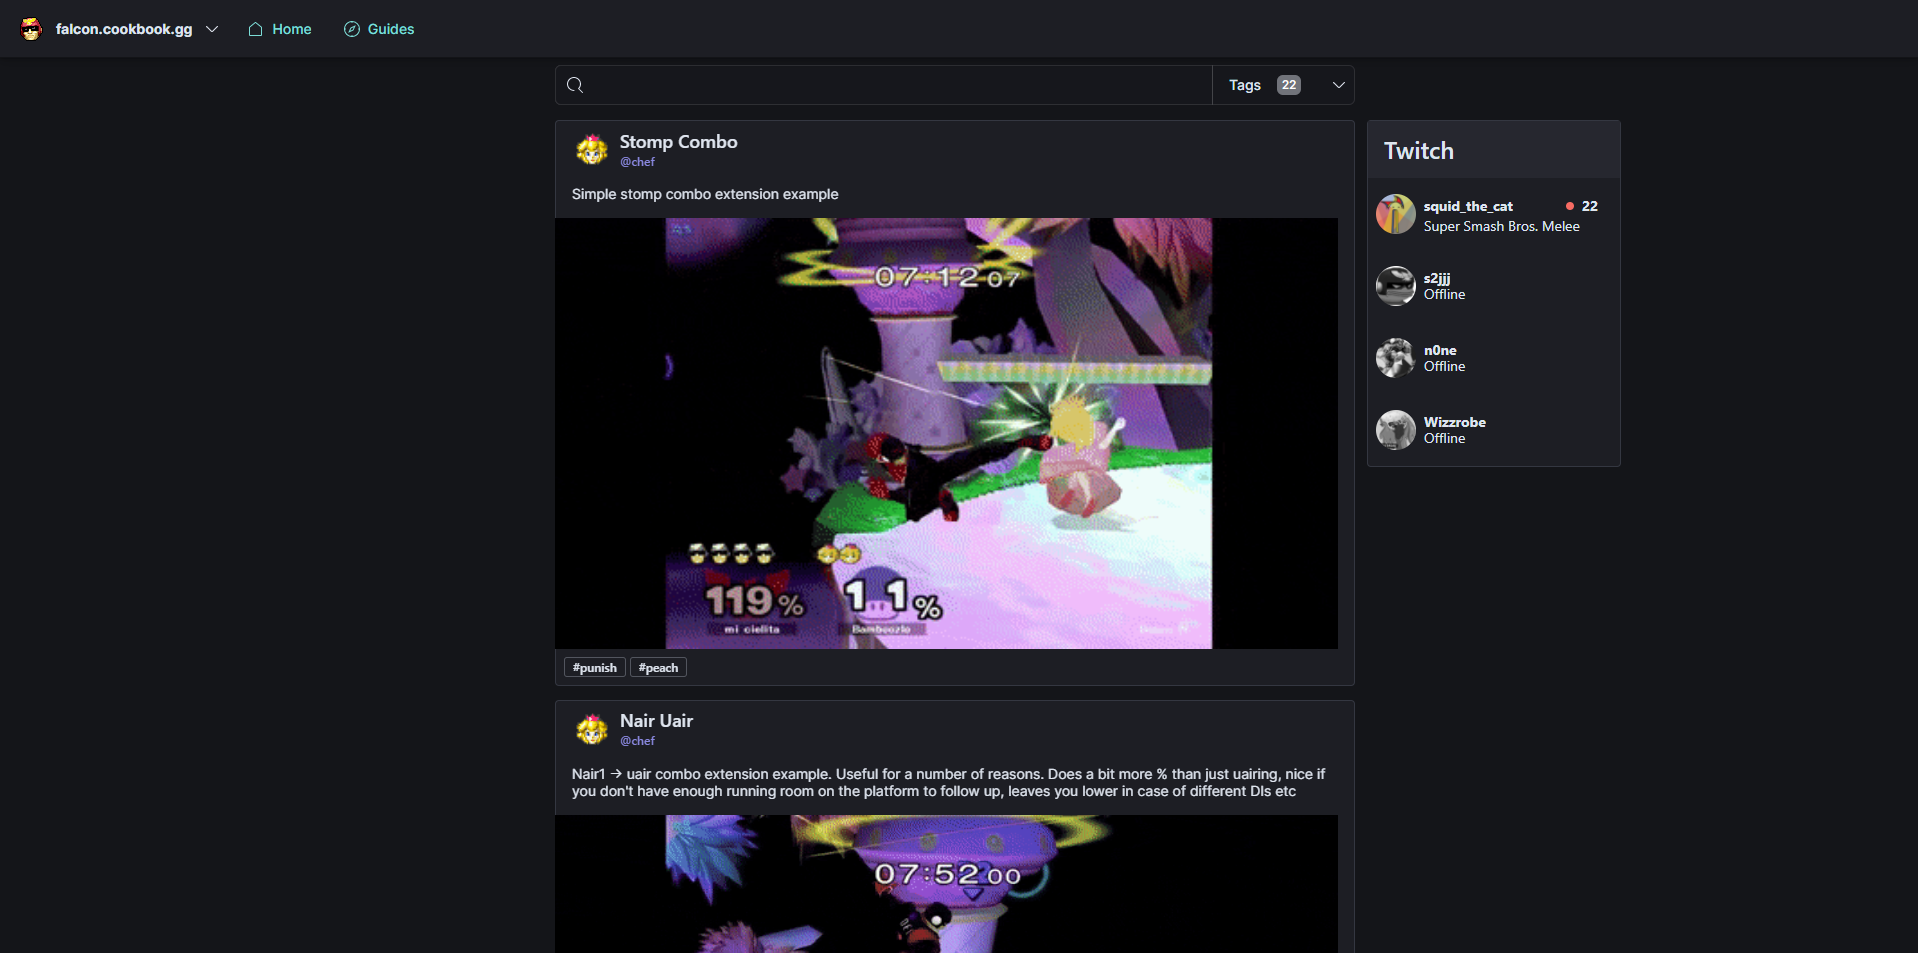 falcon.cookbook.gg
Home
Guides
Tags 22
Stomp Combo
@chef
Simple stomp combo extension example
07:12 07
119%
11%
mi cielita
Bamboozlo
#punish #peach
Nair Uair
@chef
Nair1 → uair combo extension example. Useful for a number of reasons. Does a bit more % than just uairing, nice if
you don't have enough running room on the platform to follow up, leaves you lower in case of different DIs etc
07:52 00
Twitch
squid_the_cat 22
Super Smash Bros. Melee
s2jjj
Offline
n0ne
Offline
Wizzrobe
Offline